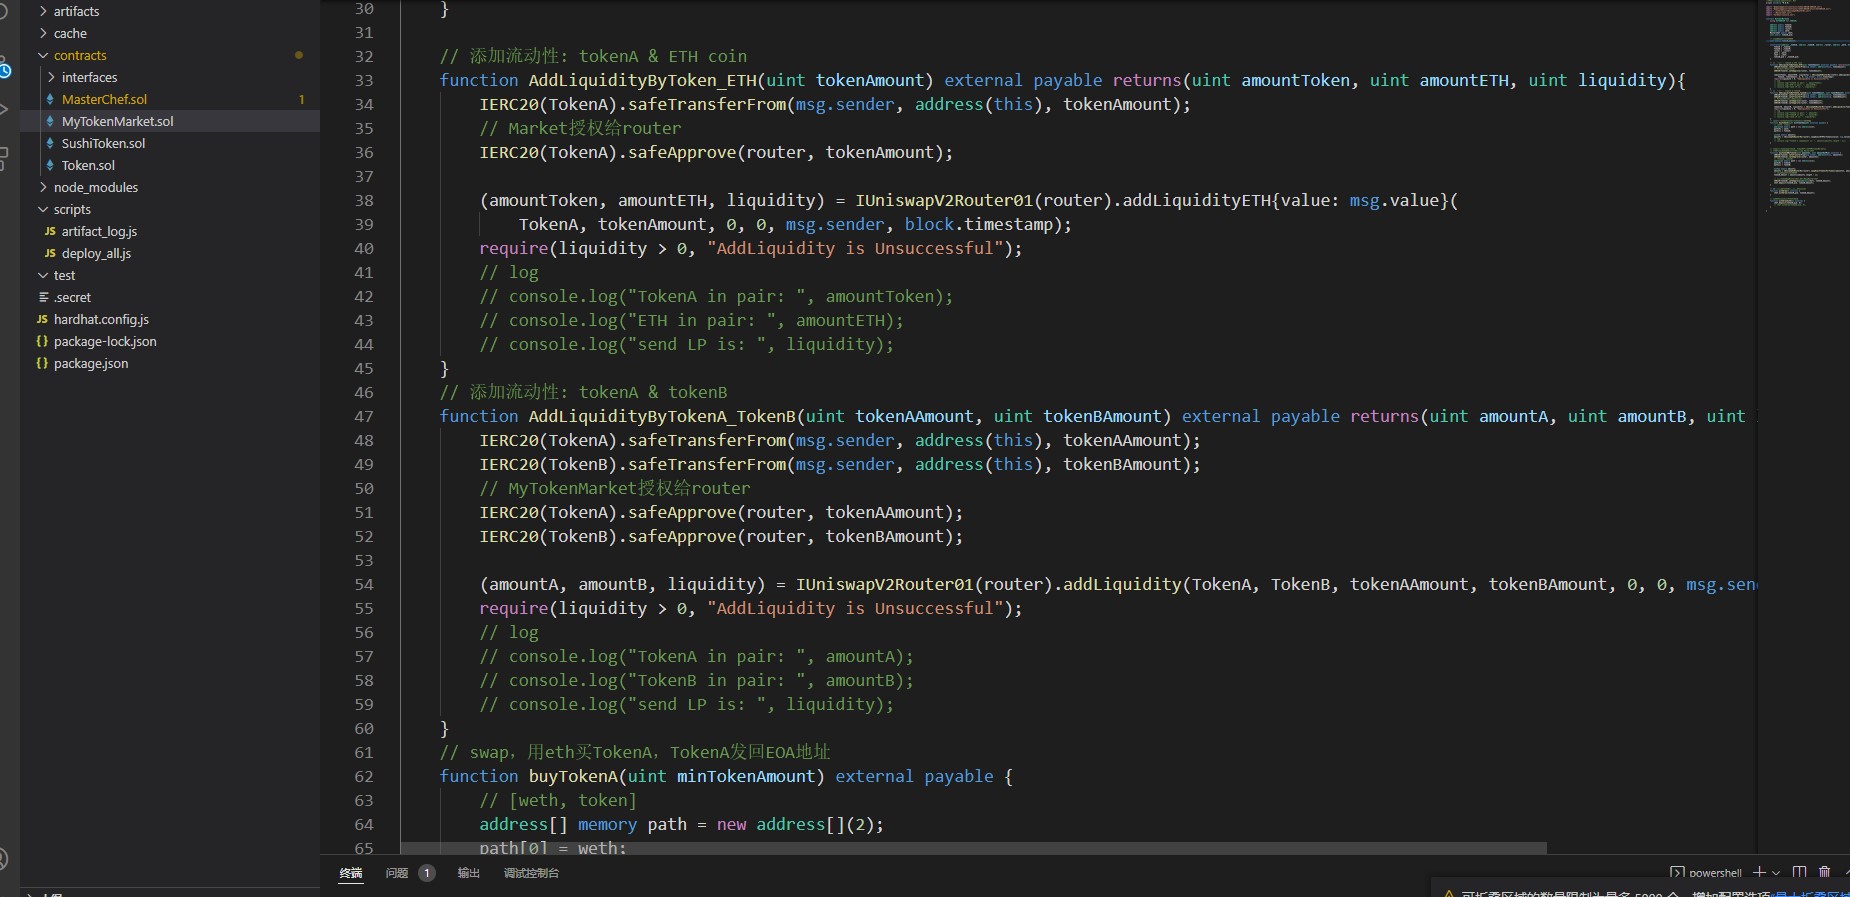 artifacts
cache
contracts
interfaces
MasterChef.sol 1
MyTokenMarket.sol
SushiToken.sol
Token.sol
node_modules
scripts
JS artifact_log.js
JS deploy_all.js
test
.secret
JS hardhat.config.js
{} package-lock.json
{} package.json
30 }
31
32 // 添加流动性: tokenA & ETH coin
33 function AddLiquidityByToken_ETH(uint tokenAmount) external payable returns(uint amountToken, uint amountETH, uint liquidity){
34 IERC20(TokenA).safeTransferFrom(msg.sender, address(this), tokenAmount);
35 // Market授权给router
36 IERC20(TokenA).safeApprove(router, tokenAmount);
37
38 (amountToken, amountETH, liquidity) = IUniswapV2Router01(router).addLiquidityETH{value: msg.value}(
39 TokenA, tokenAmount, 0, 0, msg.sender, block.timestamp);
40 require(liquidity > 0, "AddLiquidity is Unsuccessful");
41 // log
42 // console.log("TokenA in pair: ", amountToken);
43 // console.log("ETH in pair: ", amountETH);
44 // console.log("send LP is: ", liquidity);
45 }
46 // 添加流动性: tokenA & tokenB
47 function AddLiquidityByTokenA_TokenB(uint tokenAAmount, uint tokenBAmount) external payable returns(uint amountA, uint amountB, uint
48 IERC20(TokenA).safeTransferFrom(msg.sender, address(this), tokenAAmount);
49 IERC20(TokenB).safeTransferFrom(msg.sender, address(this), tokenBAmount);
50 // MyTokenMarket授权给router
51 IERC20(TokenA).safeApprove(router, tokenAAmount);
52 IERC20(TokenB).safeApprove(router, tokenBAmount);
53
54 (amountA, amountB, liquidity) = IUniswapV2Router01(router).addLiquidity(TokenA, TokenB, tokenAAmount, tokenBAmount, 0, 0, msg.sen
55 require(liquidity > 0, "AddLiquidity is Unsuccessful");
56 // log
57 // console.log("TokenA in pair: ", amountA);
58 // console.log("TokenB in pair: ", amountB);
59 // console.log("send LP is: ", liquidity);
60 }
61 // swap，用eth买TokenA，TokenA发回EOA地址
62 function buyTokenA(uint minTokenAmount) external payable {
63 // [weth, token]
64 address[] memory path = new address[](2);
65 path[0] = weth;
终端 问题 1 输出 调试控制台 powershell